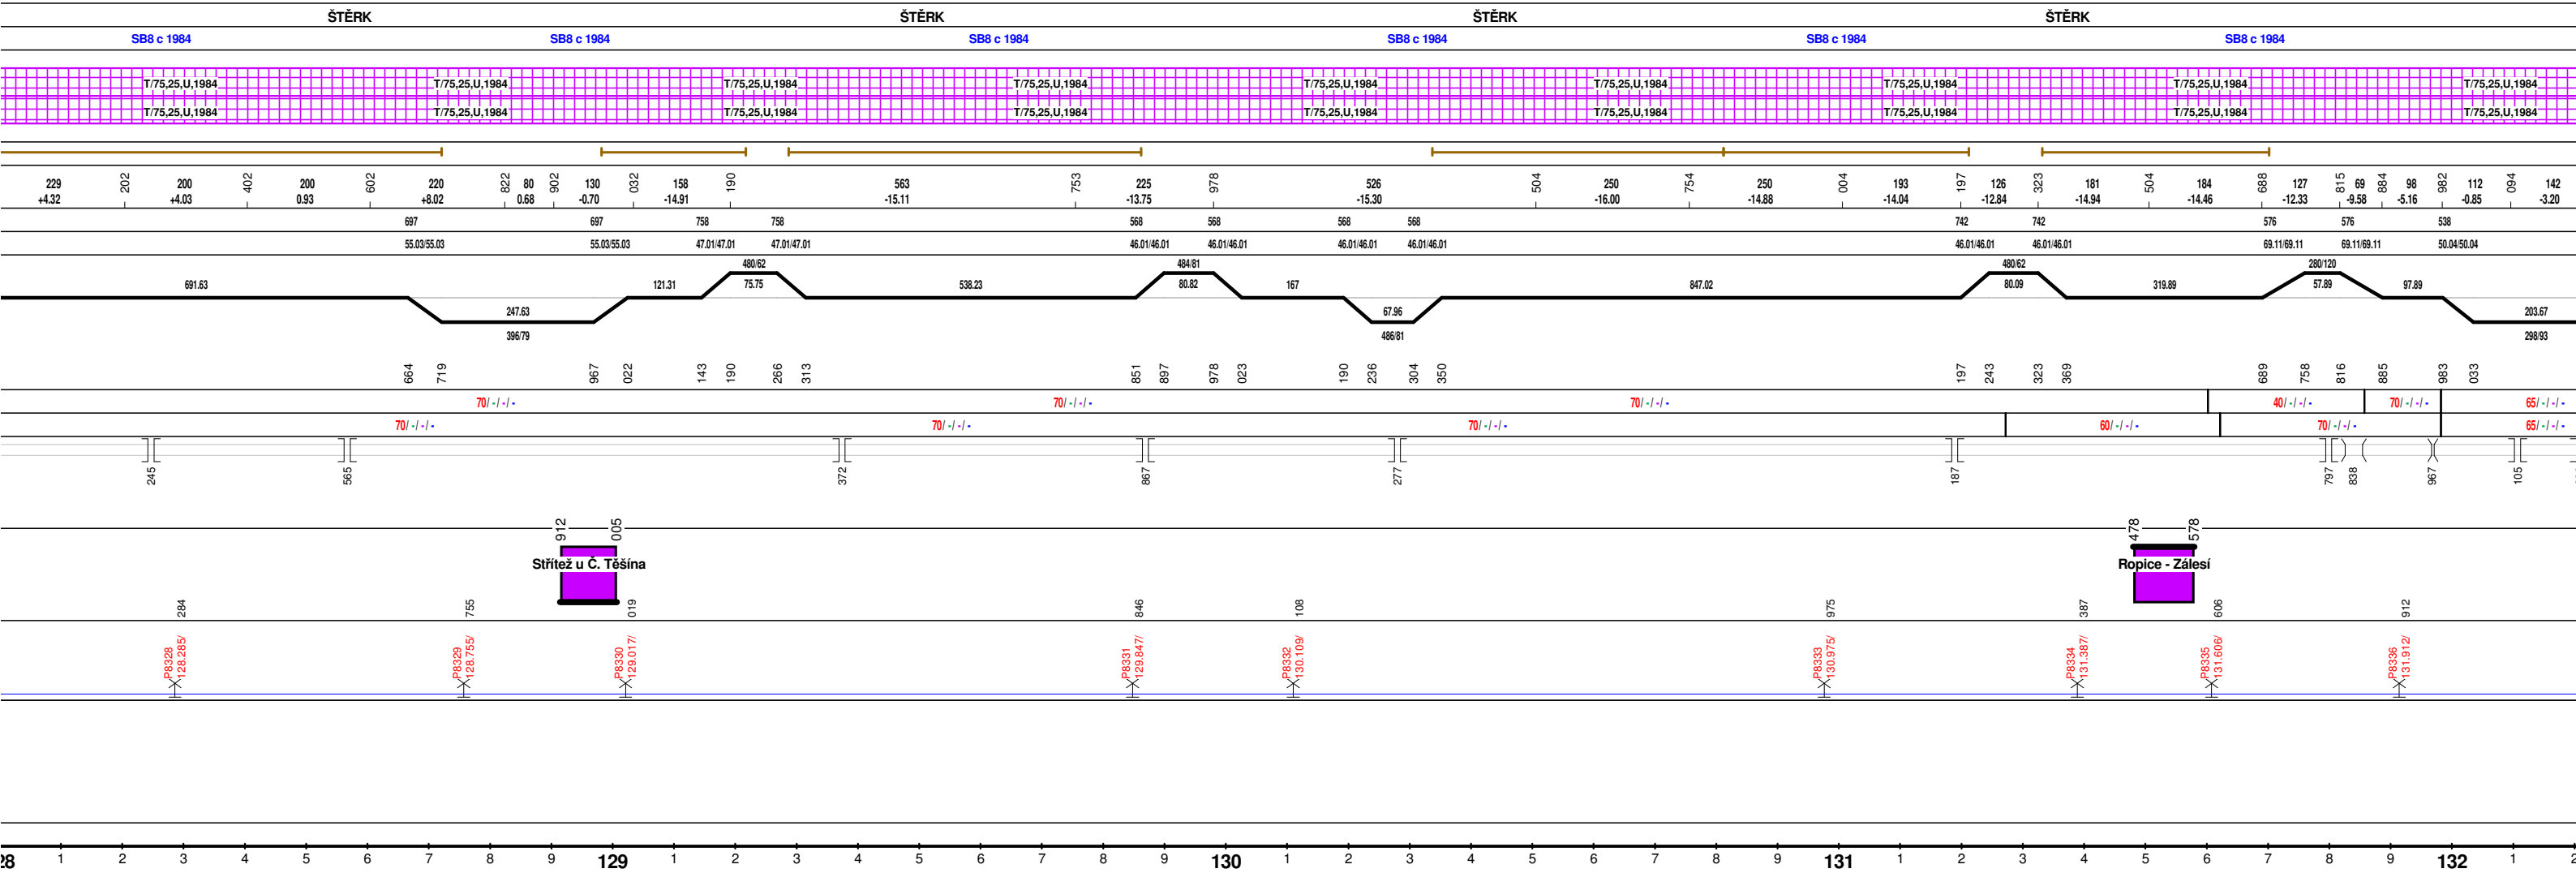 ŠTĚRK ŠTĚRK ŠTĚRK ŠTĚRK
SB8 c 1984 SB8 c 1984 SB8 c 1984 SB8 c 1984 SB8 c 1984 SB8 c 1984
T/75,25,U,1984 T/75,25,U,1984 T/75,25,U,1984 T/75,25,U,1984 T/75,25,U,1984 T/75,25,U,1984 T/75,25,U,1984 T/75,25,U,1984 T/75,25,U,1984
T/75,25,U,1984 T/75,25,U,1984 T/75,25,U,1984 T/75,25,U,1984 T/75,25,U,1984 T/75,25,U,1984 T/75,25,U,1984 T/75,25,U,1984 T/75,25,U,1984
229 202 200 402 200 602 220 822 80 902 130 032 158 190 563 753 225 978 526 504 250 754 250 004 193 197 126 323 181 504 184 688 127 815 69 884 98 982 112 094 142
+4.32 +4.03 0.93 +8.02 0.68 -0.70 -14.91 -15.11 -13.75 -15.30 -16.00 -14.88 -14.04 -12.84 -14.94 -14.46 -12.33 -9.58 -5.16 -0.85 -3.20
697 697 758 758 568 568 568 568 742 742 576 576 538
55.03/55.03 55.03/55.03 47.01/47.01 47.01/47.01 46.01/46.01 46.01/46.01 46.01/46.01 46.01/46.01 46.01/46.01 46.01/46.01 69.11/69.11 69.11/69.11 50.04/50.04
480/62 484/81 480/62 280/120
691.63 121.31 75.75 538.23 80.82 167 847.02 80.09 319.89 57.89 97.89
247.63 67.96 203.67
396/79 486/81 298/93
664 719 967 022 143 190 266 313 851 897 978 023 190 236 304 350 197 243 323 369 689 758 816 885 983 033
70/ - / - / - 70/ - / - / - 70/ - / - / - 40/ - / - / - 70/ - / - / - 65/ - / - / -
70/ - / - / - 70/ - / - / - 70/ - / - / - 60/ - / - / - 70/ - / - / - 65/ - / - / -
245 565 372 867 277 187 797 838 967 105
912 005 478 578
Střítež u Č. Těšína Ropice - Zálesí
284 755 019 846 108 975 387 606 912
P8328 P8329 P8330 P8331 P8332 P8333 P8334 P8335 P8336
128.285/ 128.755/ 129.017/ 129.847/ 130.109/ 130.975/ 131.387/ 131.606/ 131.912/
28 1 2 3 4 5 6 7 8 9 129 1 2 3 4 5 6 7 8 9 130 1 2 3 4 5 6 7 8 9 131 1 2 3 4 5 6 7 8 9 132 1 2